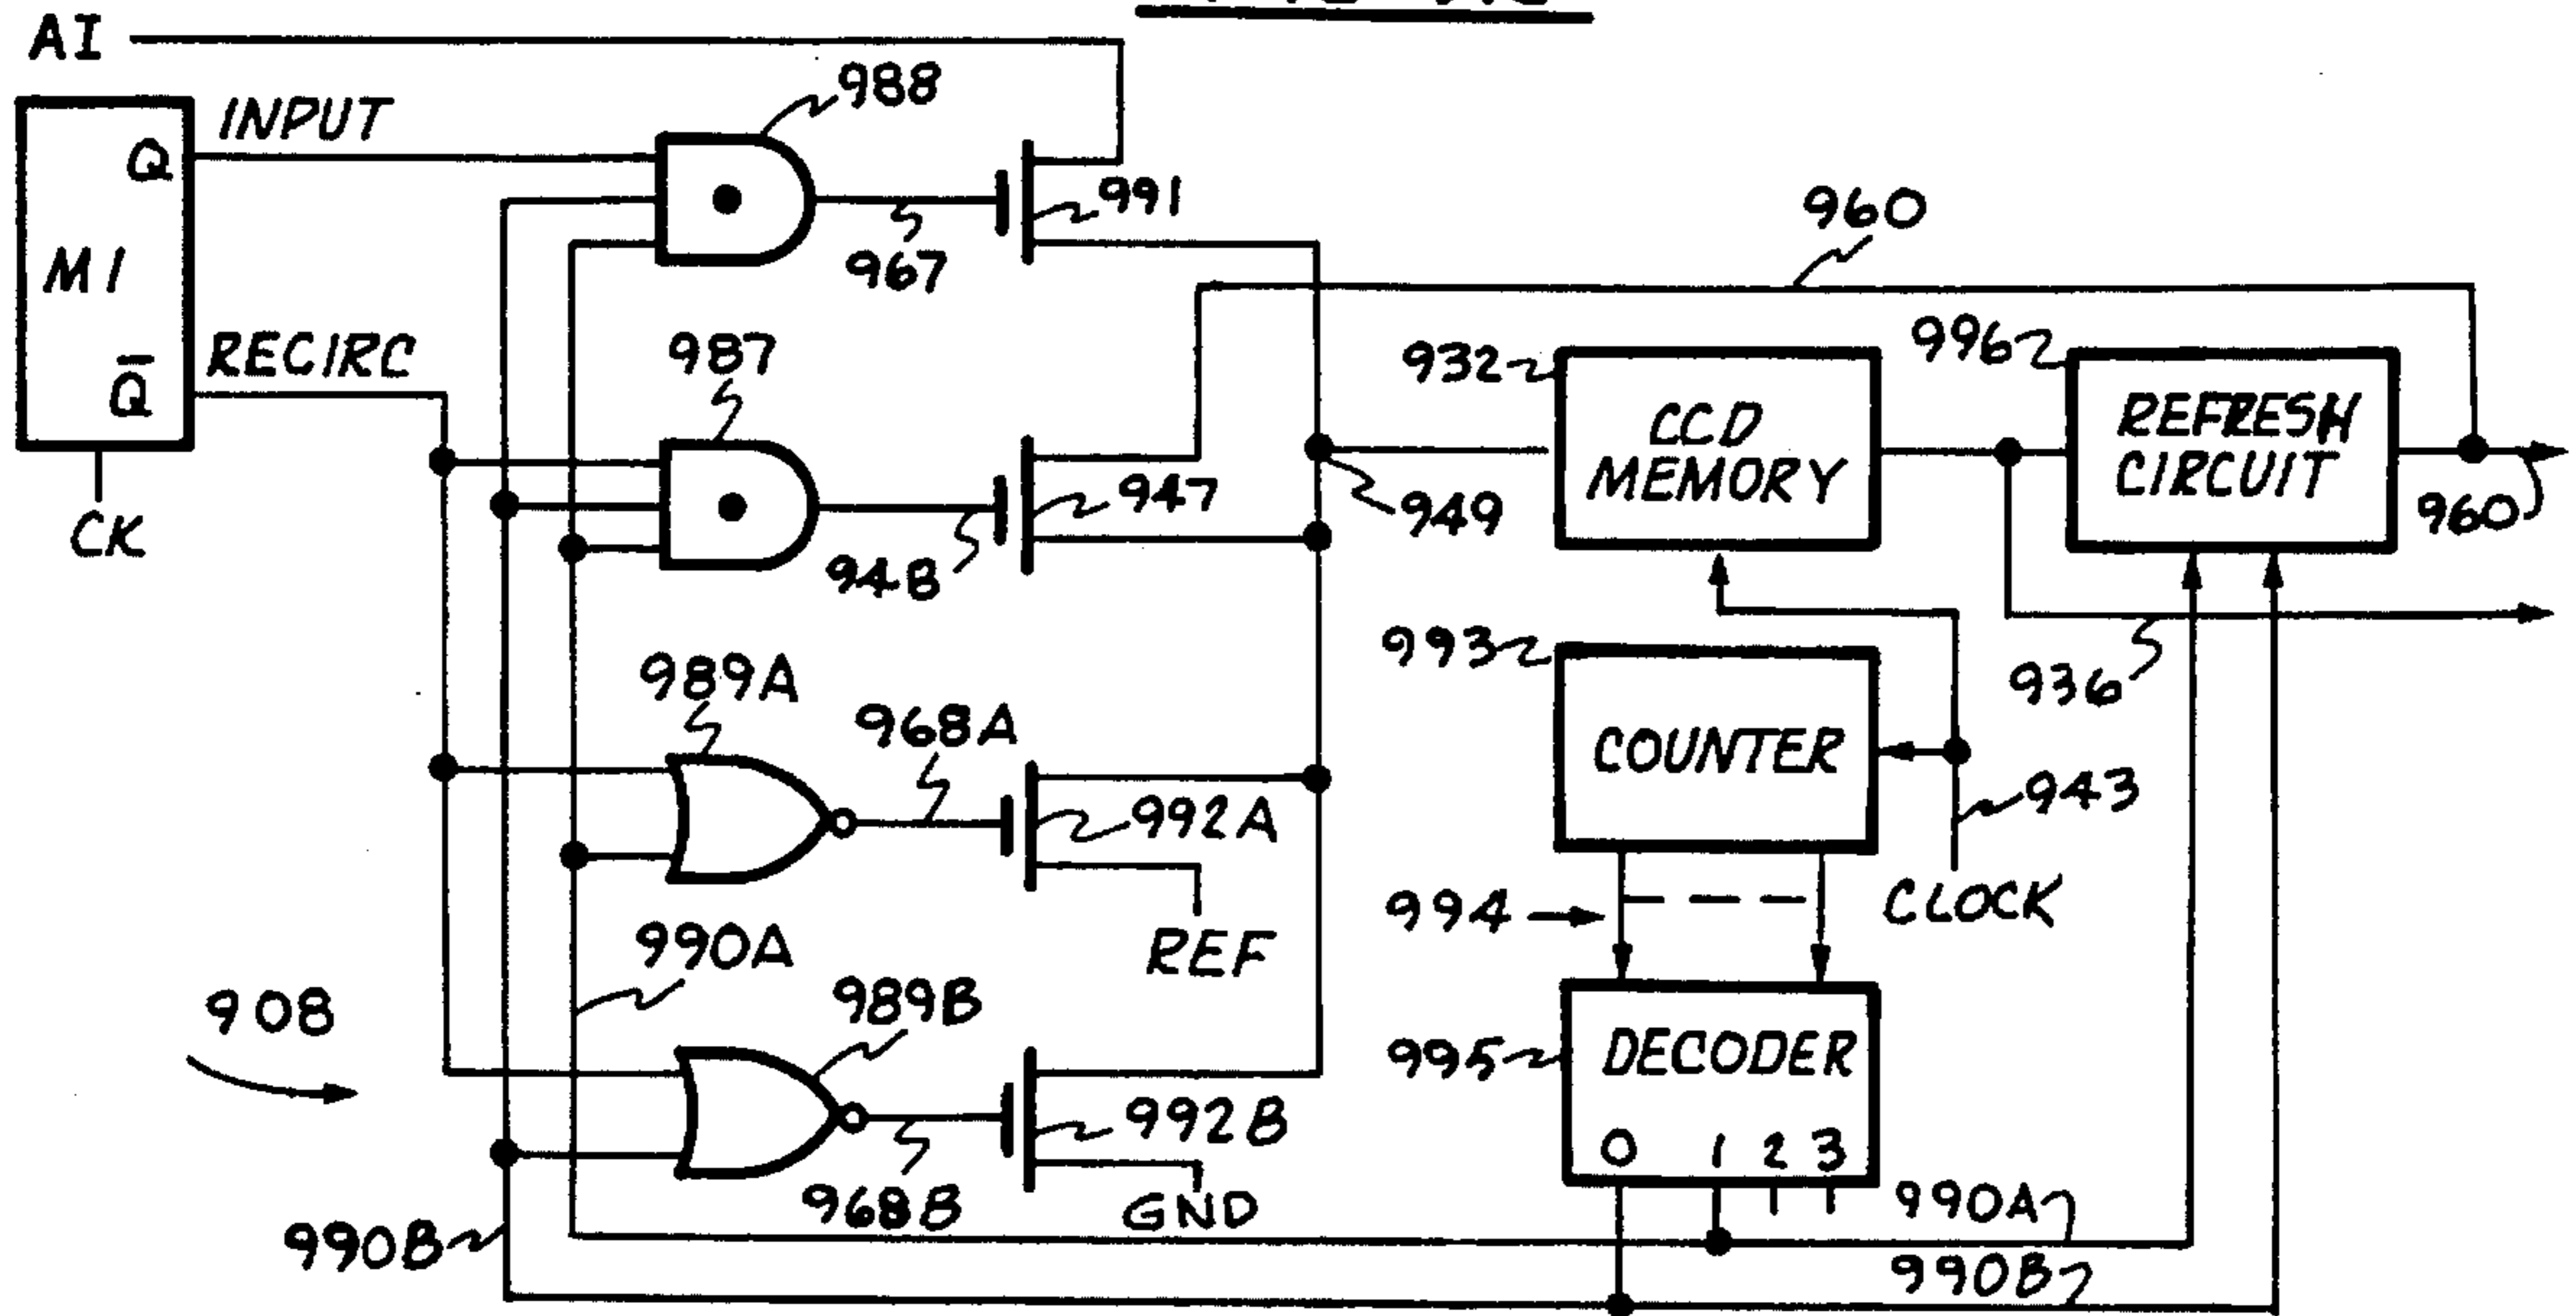 AI
988
INPUT
Q
991
MI
967
960
RECIRC
Q̅
987
932
CCD
MEMORY
996
REFRESH
CIRCUIT
947
949
960
CK
948
993
COUNTER
936
989A
968A
992A
943
994
CLOCK
REF
990A
908
989B
995
DECODER
0 1 2 3
992B
968B
GND
990A
990B
990B